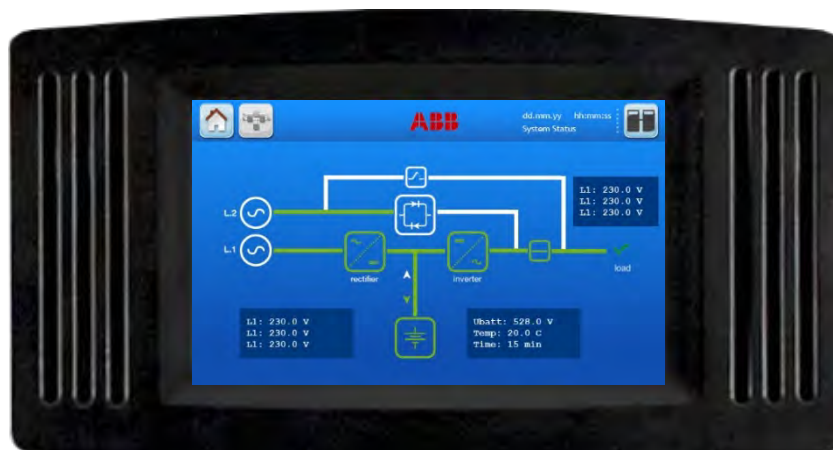 ABB
dd.mm.yy hh:mm:ss
System Status
L1: 230.0 V
L1: 230.0 V
L1: 230.0 V
L.2
L.1
rectifier
inverter
load
L1: 230.0 V
L1: 230.0 V
L1: 230.0 V
Ubatt: 528.0 V
Temp: 20.0 C
Time: 15 min